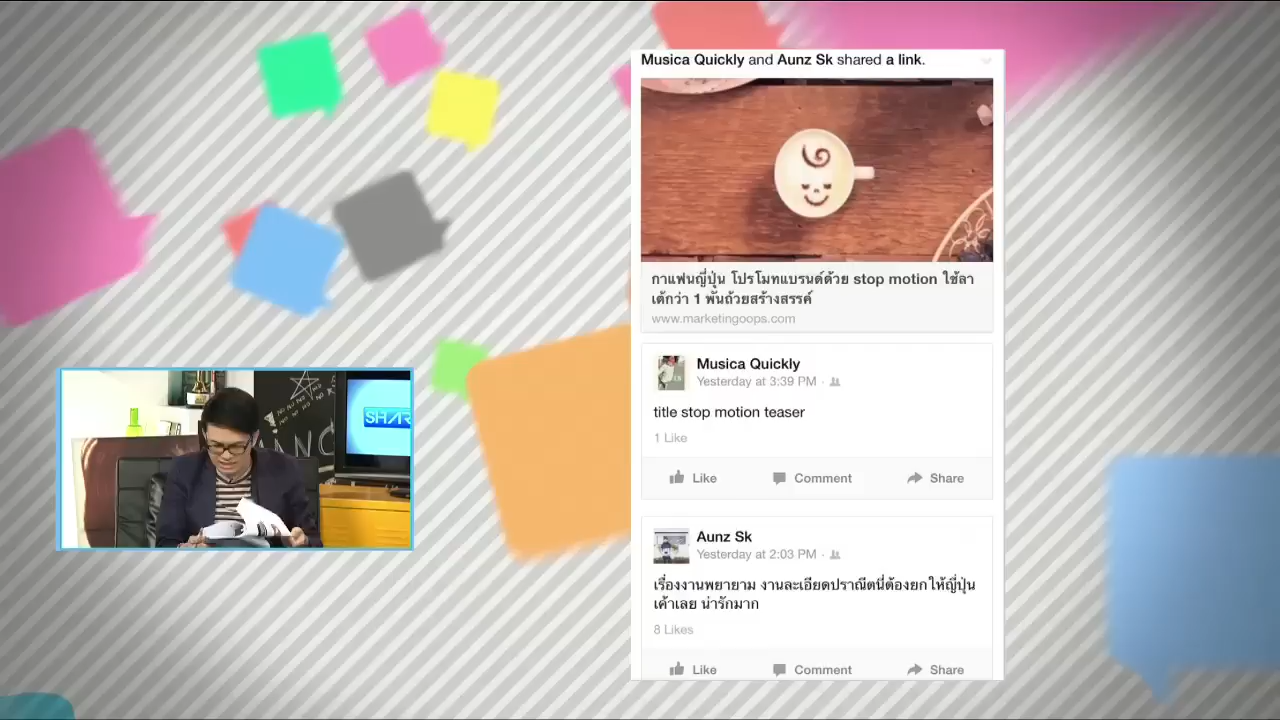 Musica Quickly and Aunz Sk shared a link.
กาแฟนญี่ปุ่น โปรโมทแบรนด์ด้วย stop motion ใช้ลา
เต้กว่า 1 พันถ้วยสร้างสรรค์
www.marketingoops.com
Musica Quickly
Yesterday at 3:39 PM ·
title stop motion teaser
1 Like
Like Comment Share
Aunz Sk
Yesterday at 2:03 PM ·
เรื่องงานพยายาม งานละเอียดปราณีตนี่ต้องยกให้ญี่ปุ่น
เค้าเลย น่ารักมาก
8 Likes
Like Comment Share
SHAR